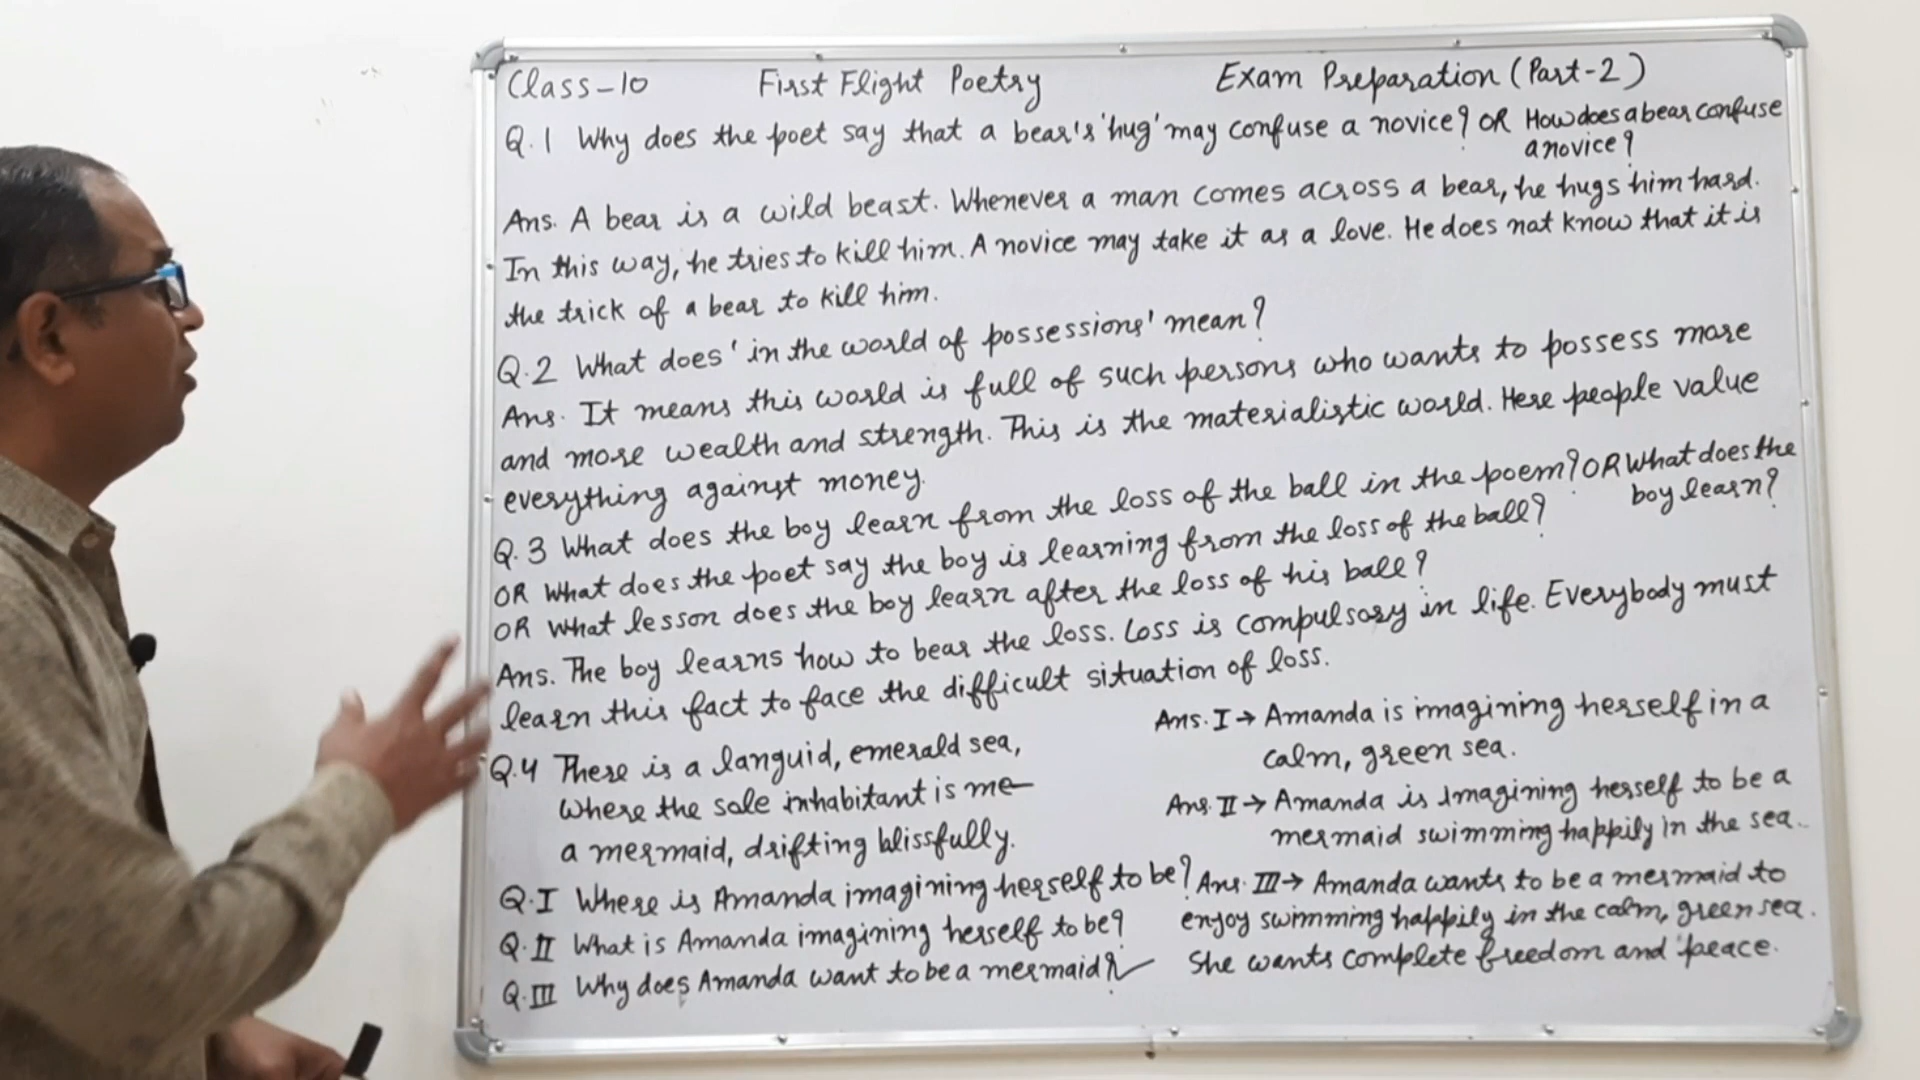 Class-10 First Flight Poetry Exam Preparation (Part-2)
Q.1 Why does the poet say that a bear's 'hug' may confuse a novice? OR How does a bear confuse
a novice?
Ans. A bear is a wild beast. Whenever a man comes across a bear, he hugs him hard.
In this way, he tries to kill him. A novice may take it as a love. He does not know that it is
the trick of a bear to kill him.
Q.2 What does 'in the world of possessions' mean?
Ans. It means this world is full of such persons who wants to possess more
and more wealth and strength. This is the materialistic world. Here people value
everything against money.
Q.3 What does the boy learn from the loss of the ball in the poem? OR What does the
boy learn?
OR What does the poet say the boy is learning from the loss of the ball?
OR What lesson does the boy learn after the loss of his ball?
Ans. The boy learns how to bear the loss. Loss is compulsory in life. Everybody must
learn this fact to face the difficult situation of loss.
Q.4 There is a languid, emerald sea,
where the sole inhabitant is me—
a mermaid, drifting blissfully.
Q.I Where is Amanda imagining herself to be?
Q.II What is Amanda imagining herself to be?
Q.III Why does Amanda want to be a mermaid?
Ans. I → Amanda is imagining herself in a
calm, green sea.
Ans. II → Amanda is imagining herself to be a
mermaid swimming happily in the sea.
Ans. III → Amanda wants to be a mermaid to
enjoy swimming happily in the calm, green sea.
She wants complete freedom and peace.